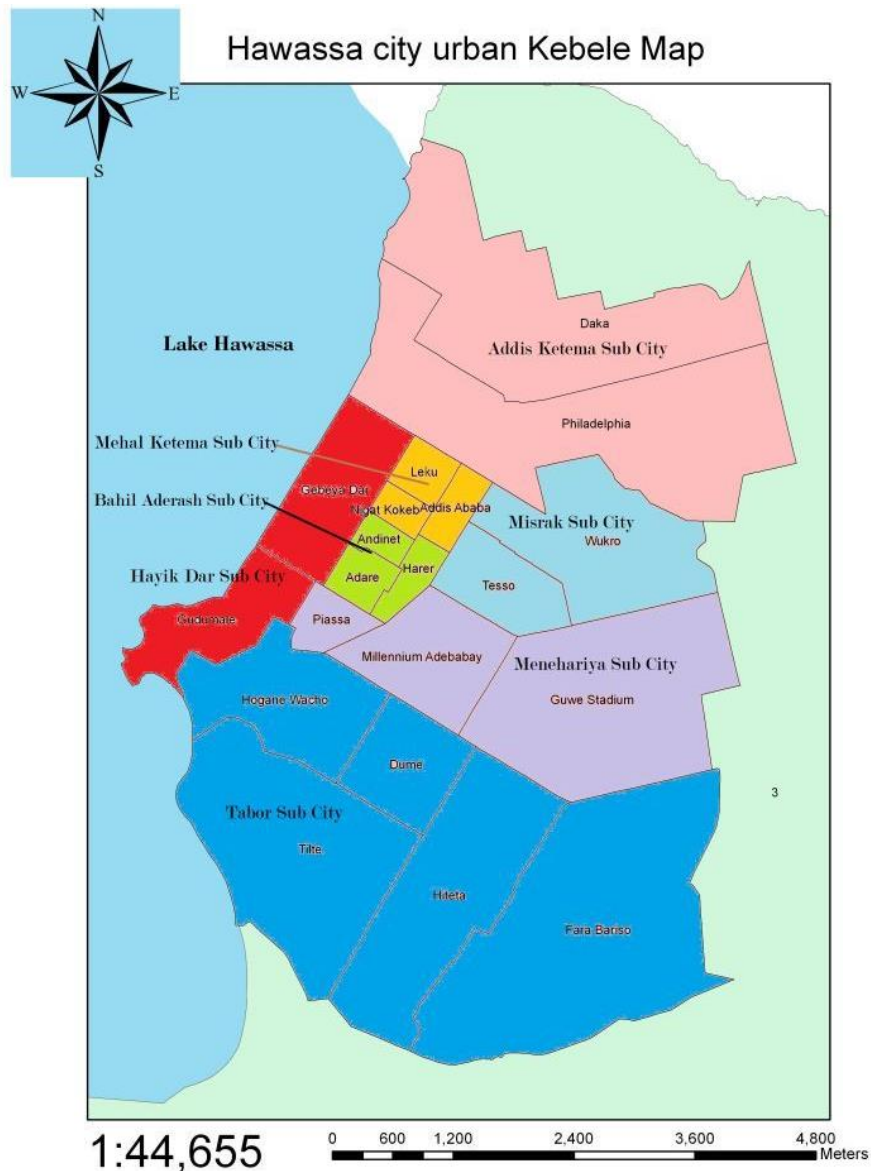 N
Hawassa city urban Kebele Map
W
E
S
Daka
Lake Hawassa
Addis Ketema Sub City
Philadelphia
Mehal Ketema Sub City
Leku
Gebeya Dar
Bahil Aderash Sub City
Nigat Kokeb
Addis Ababa
Misrak Sub City
Andinet
Wukro
Harer
Hayik Dar Sub City
Adare
Tesso
Gudumale
Piassa
Millennium Adebabay
Menehariya Sub City
Hogane Wacho
Guwe Stadium
Dume
3
Tabor Sub City
Tilte
Hiteta
Fara Bariso
1:44,655
0 600 1,200 2,400 3,600 4,800
Meters